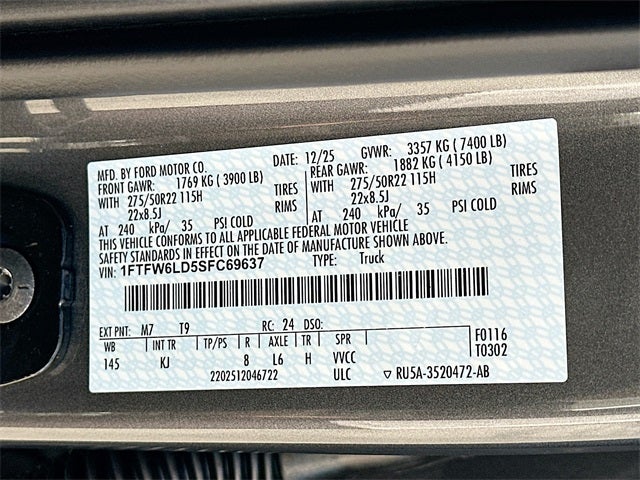 MFD. BY FORD MOTOR CO. DATE: 12/25 GVWR: 3357 KG ( 7400 LB)
FRONT GAWR: 1769 KG ( 3900 LB) REAR GAWR: 1882 KG ( 4150 LB)
WITH 275/50R22 115H TIRES WITH 275/50R22 115H TIRES
22x8.5J RIMS 22x8.5J RIMS
AT 240 kPa/ 35 PSI COLD AT 240 kPa/ 35 PSI COLD
THIS VEHICLE CONFORMS TO ALL APPLICABLE FEDERAL MOTOR VEHICLE
SAFETY STANDARDS IN EFFECT ON THE DATE OF MANUFACTURE SHOWN ABOVE.
VIN: 1FTFW6LD5SFC69637 TYPE: Truck
EXT PNT: M7 T9 RC: 24 DSO:
WB INT TR TP/PS R AXLE TR SPR F0116
145 KJ 8 L6 H VVCC T0302
2202512046722 ULC ▽ RU5A-3520472-AB